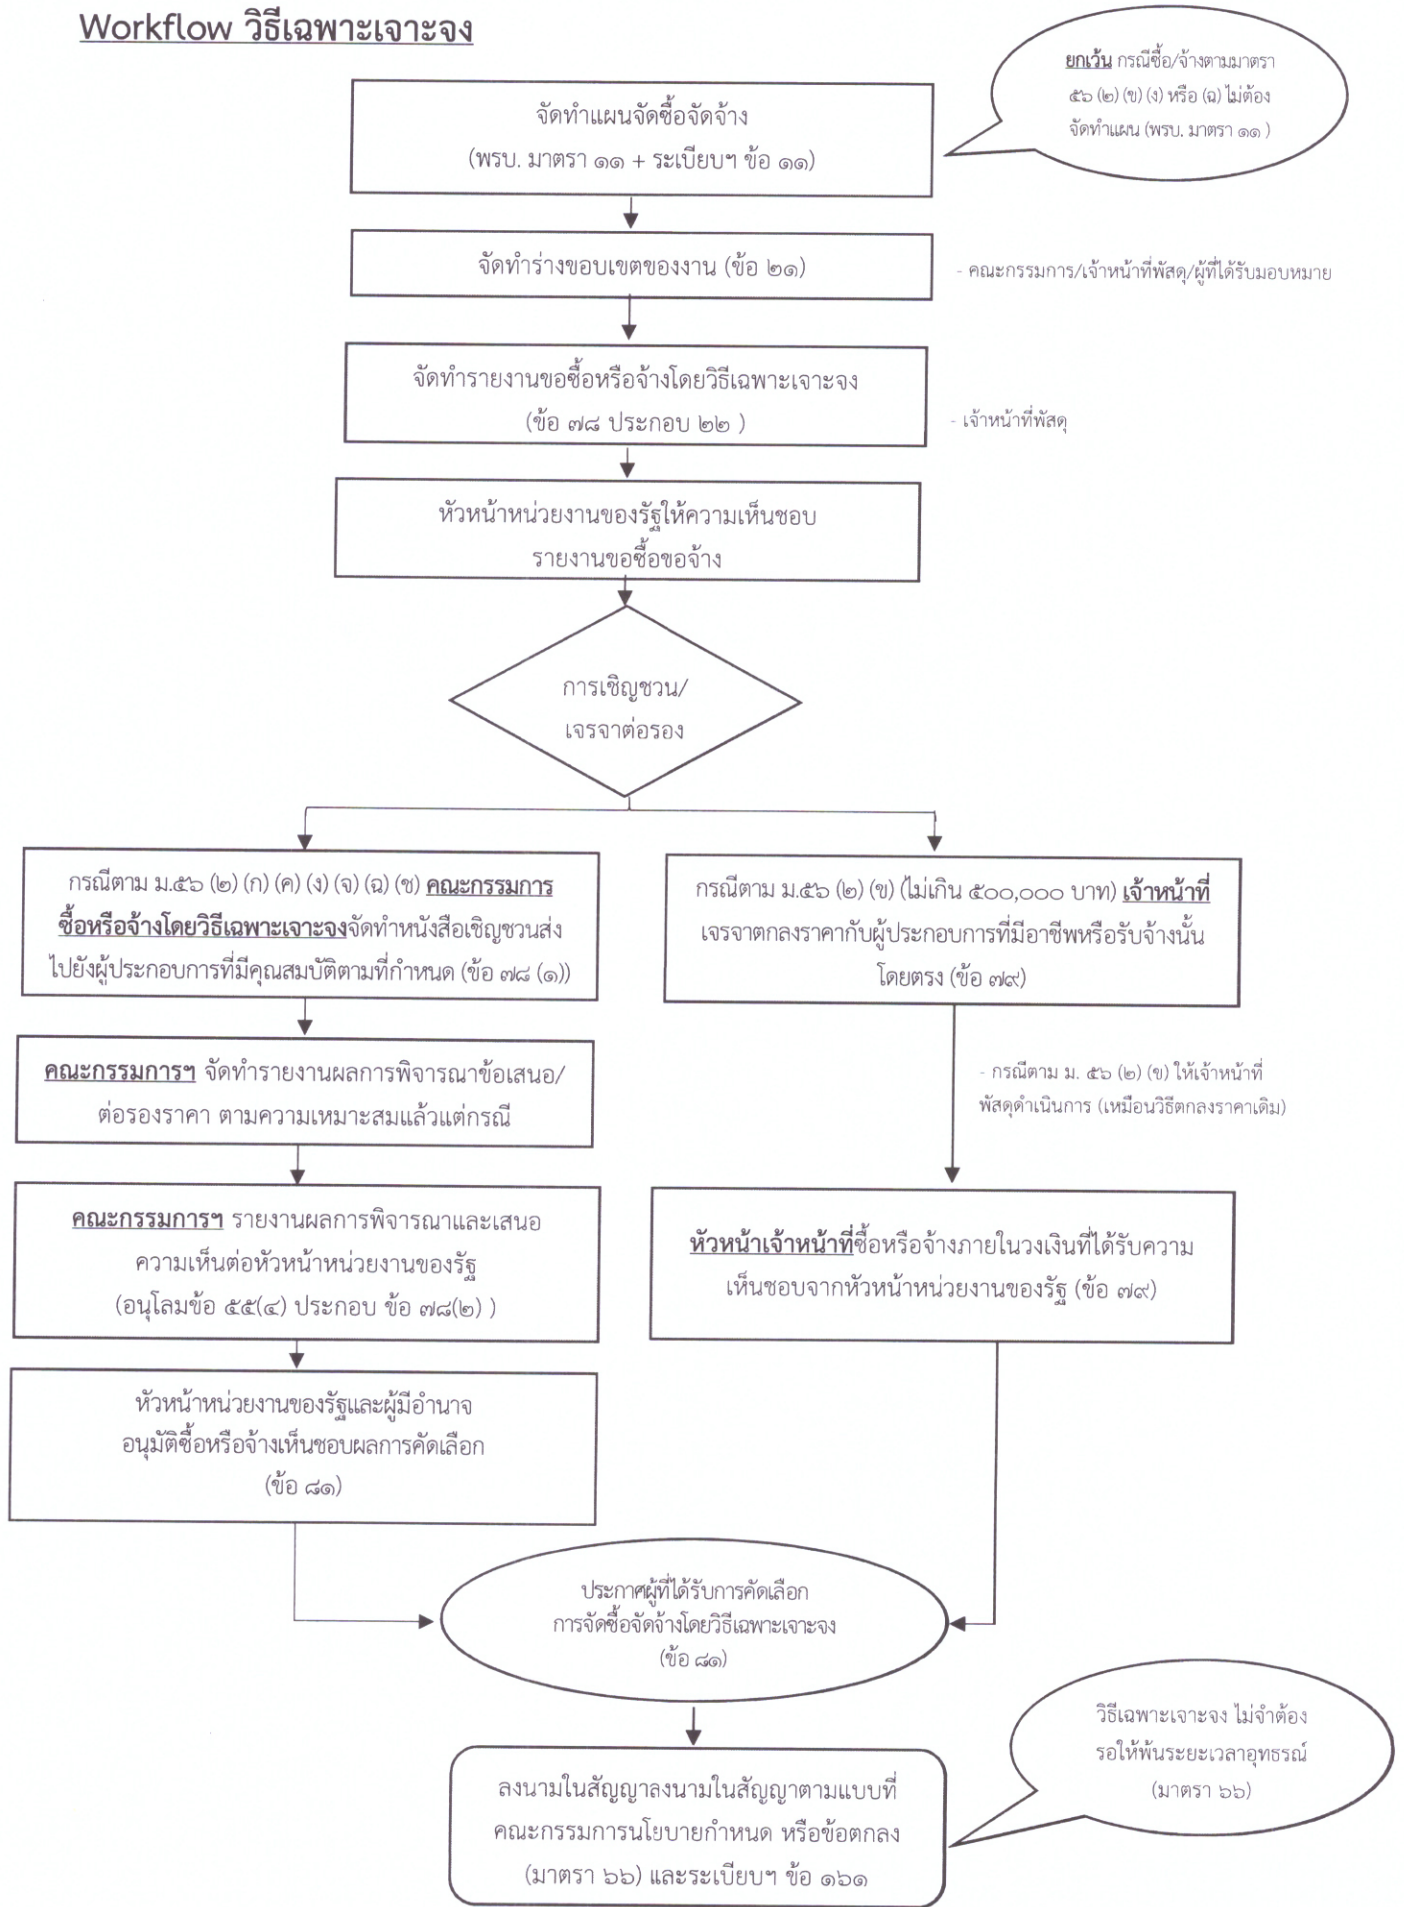 Workflow วิธีเฉพาะเจาะจง
ยกเว้น กรณีซื้อ/จ้างตามมาตรา
๕๖ (๒) (ข) (ง) หรือ (ฉ) ไม่ต้อง
จัดทำแผน (พรบ. มาตรา ๑๑ )
จัดทำแผนจัดซื้อจัดจ้าง
(พรบ. มาตรา ๑๑ + ระเบียบฯ ข้อ ๑๑)
จัดทำร่างขอบเขตของงาน (ข้อ ๒๑)
- คณะกรรมการ/เจ้าหน้าที่พัสดุ/ผู้ที่ได้รับมอบหมาย
จัดทำรายงานขอซื้อหรือจ้างโดยวิธีเฉพาะเจาะจง
(ข้อ ๗๘ ประกอบ ๒๒ )
- เจ้าหน้าที่พัสดุ
หัวหน้าหน่วยงานของรัฐให้ความเห็นชอบ
รายงานขอซื้อขอจ้าง
การเชิญชวน/
เจรจาต่อรอง
กรณีตาม ม.๕๖ (๒) (ก) (ค) (ง) (จ) (ฉ) (ช) คณะกรรมการ
ซื้อหรือจ้างโดยวิธีเฉพาะเจาะจงจัดทำหนังสือเชิญชวนส่ง
ไปยังผู้ประกอบการที่มีคุณสมบัติตามที่กำหนด (ข้อ ๗๘ (๑))
กรณีตาม ม.๕๖ (๒) (ข) (ไม่เกิน ๕๐๐,๐๐๐ บาท) เจ้าหน้าที่
เจรจาตกลงราคากับผู้ประกอบการที่มีอาชีพหรือรับจ้างนั้น
โดยตรง (ข้อ ๗๙)
คณะกรรมการฯ จัดทำรายงานผลการพิจารณาข้อเสนอ/
ต่อรองราคา ตามความเหมาะสมแล้วแต่กรณี
- กรณีตาม ม. ๕๖ (๒) (ข) ให้เจ้าหน้าที่
พัสดุดำเนินการ (เหมือนวิธีตกลงราคาเดิม)
คณะกรรมการฯ รายงานผลการพิจารณาและเสนอ
ความเห็นต่อหัวหน้าหน่วยงานของรัฐ
(อนุโลมข้อ ๕๕(๔) ประกอบ ข้อ ๗๘(๒) )
หัวหน้าเจ้าหน้าที่ซื้อหรือจ้างภายในวงเงินที่ได้รับความ
เห็นชอบจากหัวหน้าหน่วยงานของรัฐ (ข้อ ๗๙)
หัวหน้าหน่วยงานของรัฐและผู้มีอำนาจ
อนุมัติซื้อหรือจ้างเห็นชอบผลการคัดเลือก
(ข้อ ๘๑)
ประกาศผู้ที่ได้รับการคัดเลือก
การจัดซื้อจัดจ้างโดยวิธีเฉพาะเจาะจง
(ข้อ ๘๑)
วิธีเฉพาะเจาะจง ไม่จำต้อง
รอให้พ้นระยะเวลาอุทธรณ์
(มาตรา ๖๖)
ลงนามในสัญญาลงนามในสัญญาตามแบบที่
คณะกรรมการนโยบายกำหนด หรือข้อตกลง
(มาตรา ๖๖) และระเบียบฯ ข้อ ๑๖๑